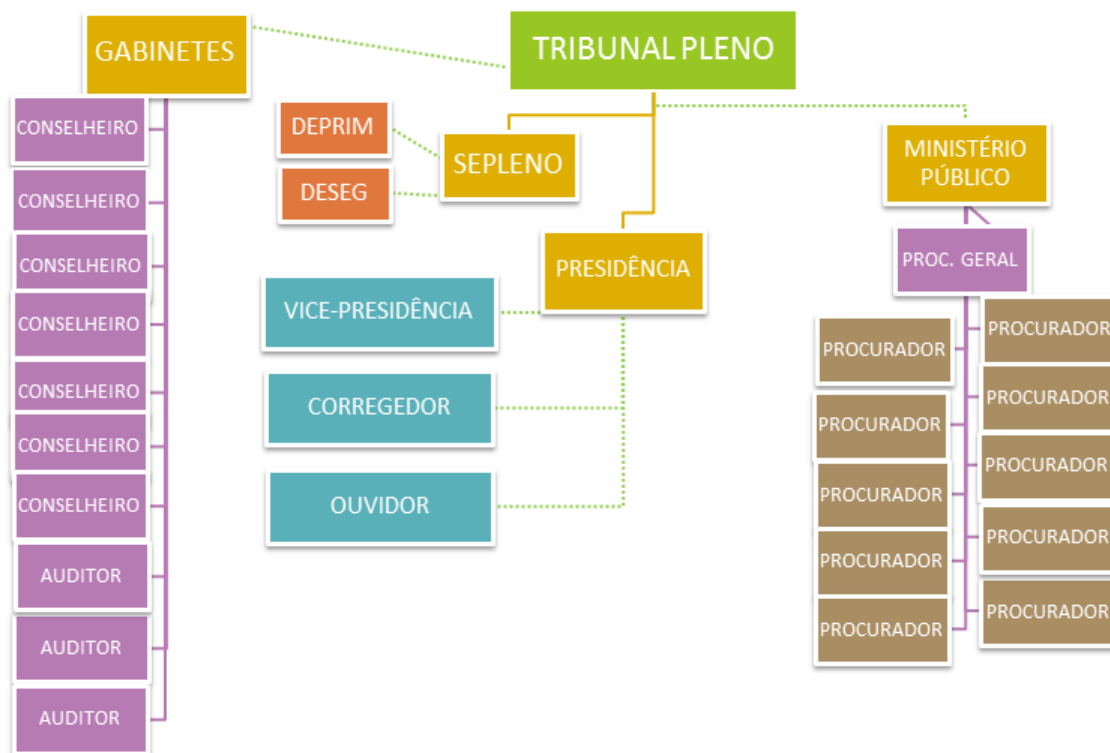 GABINETES
CONSELHEIRO
CONSELHEIRO
CONSELHEIRO
CONSELHEIRO
CONSELHEIRO
CONSELHEIRO
CONSELHEIRO
AUDITOR
AUDITOR
AUDITOR
TRIBUNAL PLENO
DEPRIM
DESEG
SEPLENO
PRESIDÊNCIA
VICE-PRESIDÊNCIA
CORREGEDOR
OUVIDOR
MINISTÉRIO
PÚBLICO
PROC. GERAL
PROCURADOR
PROCURADOR
PROCURADOR
PROCURADOR
PROCURADOR
PROCURADOR
PROCURADOR
PROCURADOR
PROCURADOR
PROCURADOR